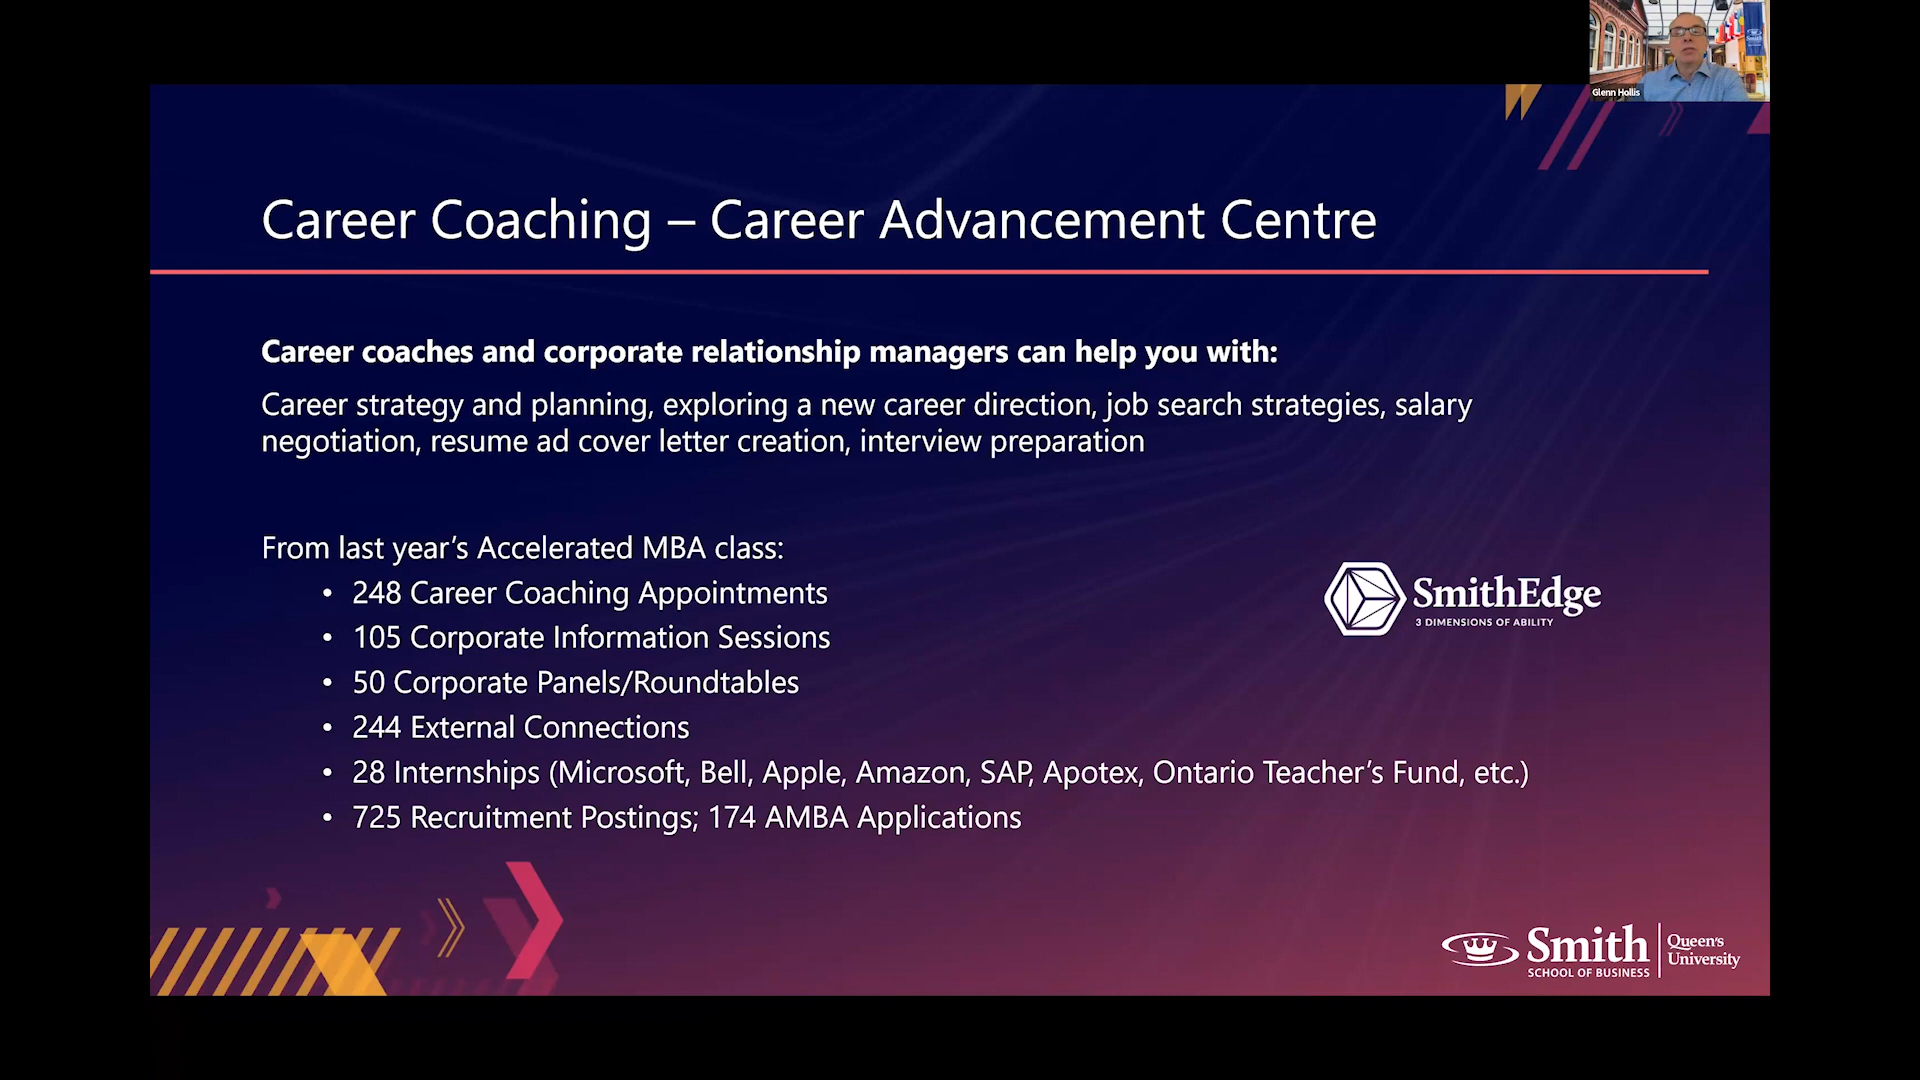 Glenn Hollis
Career Coaching – Career Advancement Centre
Career coaches and corporate relationship managers can help you with:
Career strategy and planning, exploring a new career direction, job search strategies, salary
negotiation, resume ad cover letter creation, interview preparation
From last year’s Accelerated MBA class:
• 248 Career Coaching Appointments
• 105 Corporate Information Sessions
• 50 Corporate Panels/Roundtables
• 244 External Connections
• 28 Internships (Microsoft, Bell, Apple, Amazon, SAP, Apotex, Ontario Teacher’s Fund, etc.)
• 725 Recruitment Postings; 174 AMBA Applications
SmithEdge
3 DIMENSIONS OF ABILITY
Smith
SCHOOL OF BUSINESS
Queen's
University